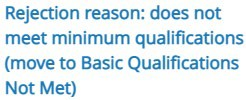 Rejection reason: does not
meet minimum qualifications
(move to Basic Qualifications
Not Met)